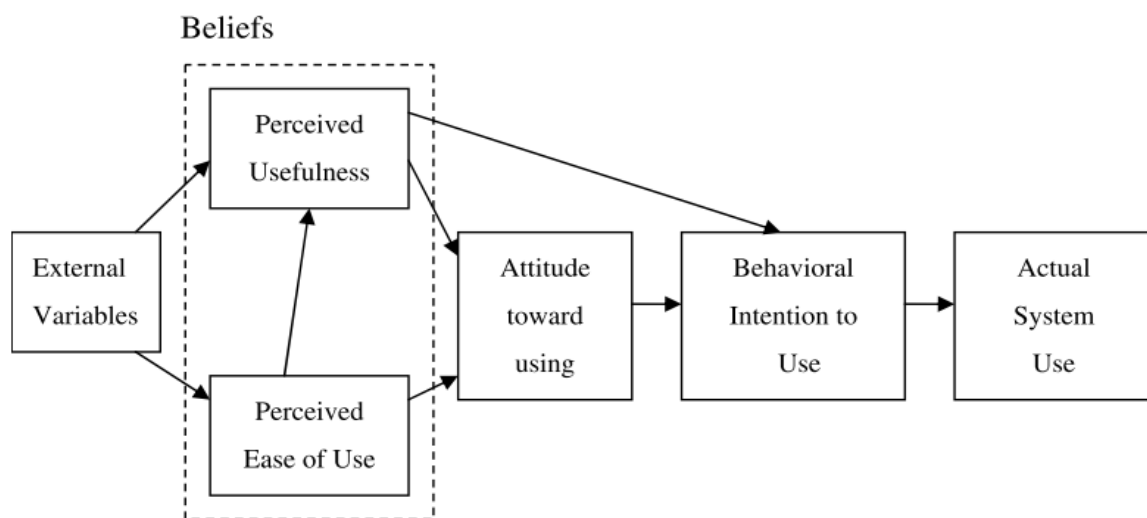 Beliefs
Perceived
Usefulness
External
Variables
Perceived
Ease of Use
Attitude
toward
using
Behavioral
Intention to
Use
Actual
System
Use